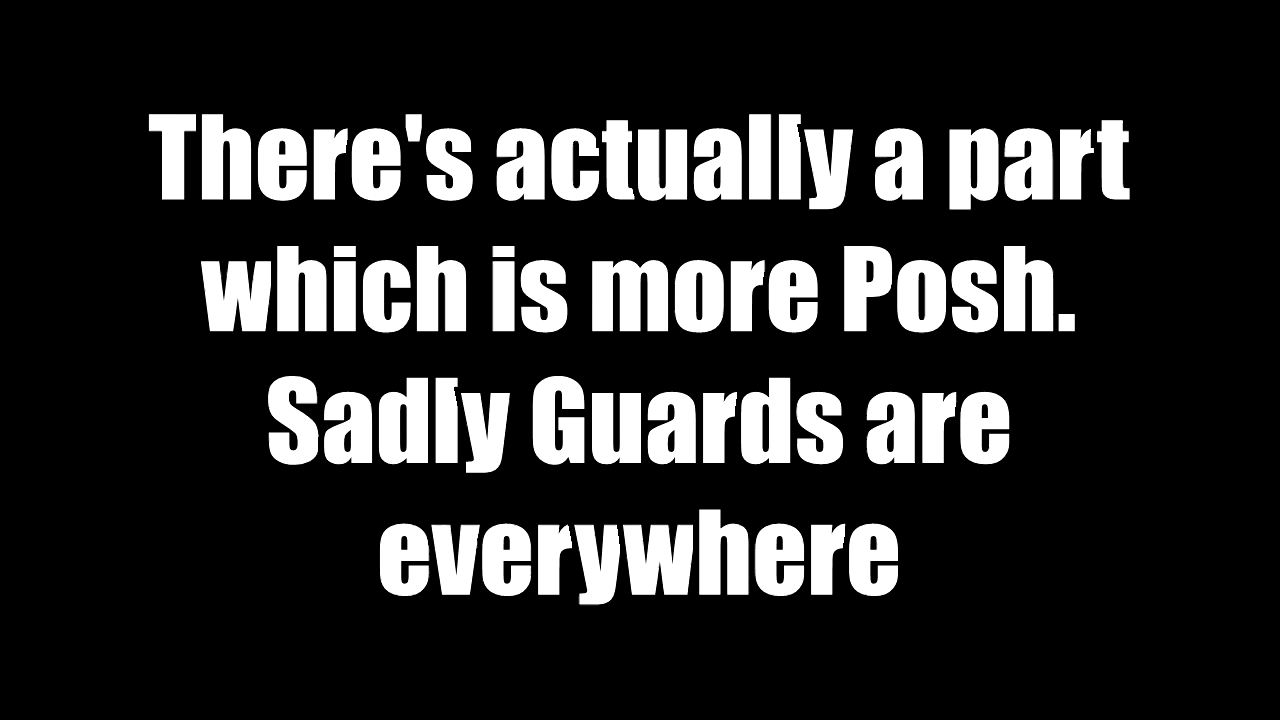 There's actually a part
which is more Posh.
Sadly Guards are
everywhere